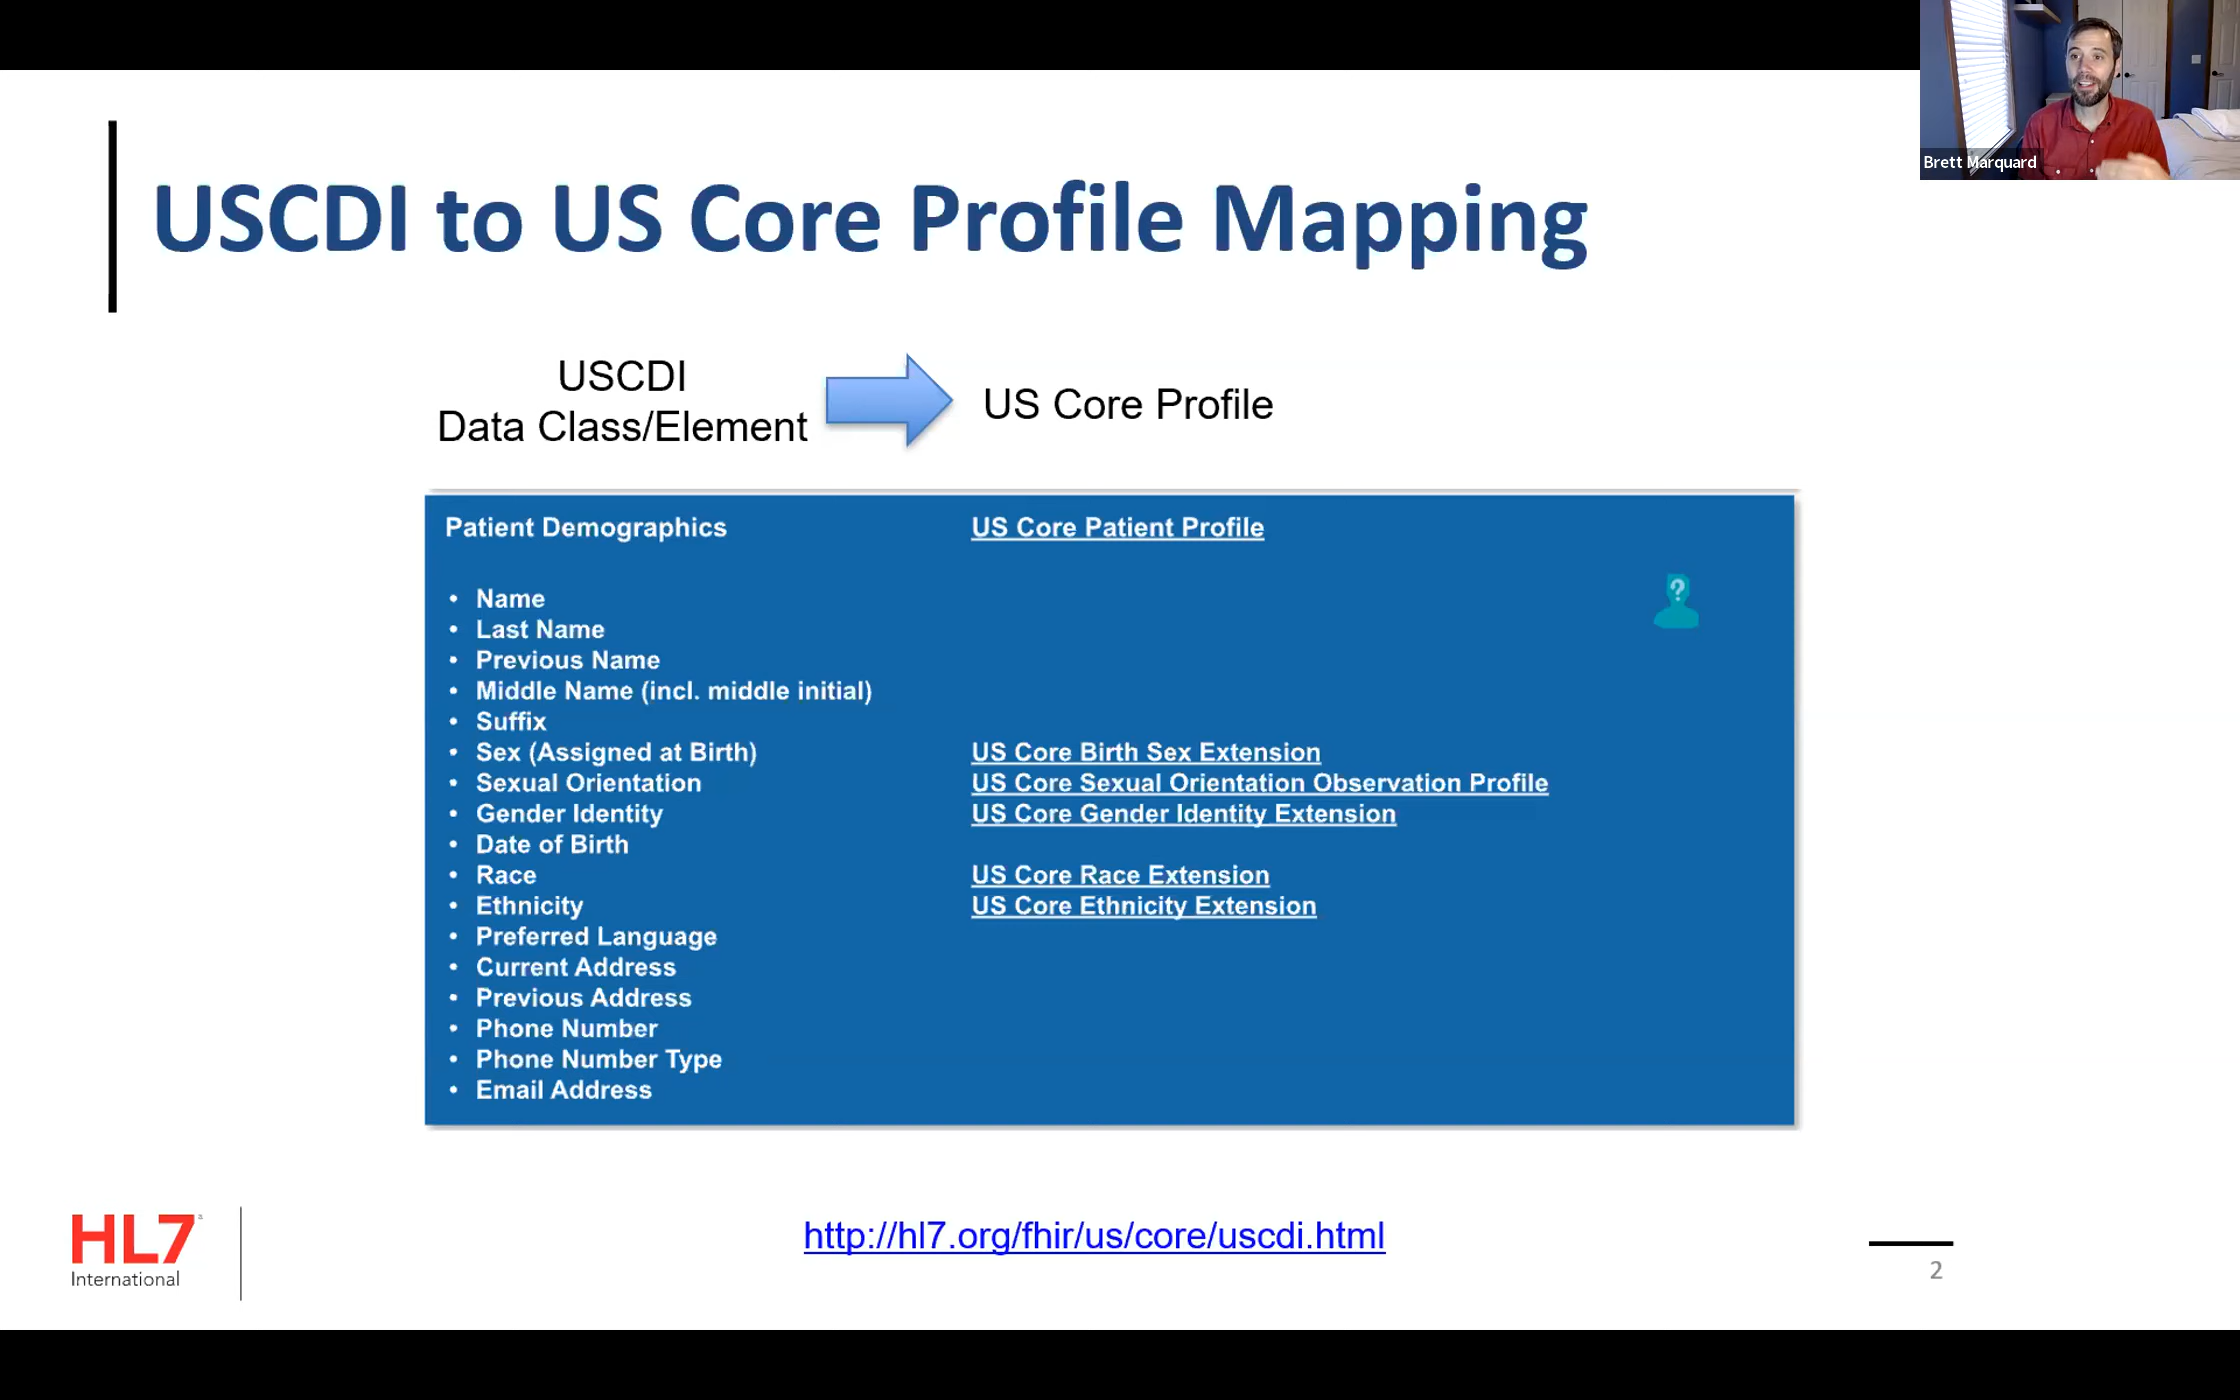 Brett Marquard
USCDI to US Core Profile Mapping
USCDI
Data Class/Element
US Core Profile
Patient Demographics
US Core Patient Profile
?
• Name
• Last Name
• Previous Name
• Middle Name (incl. middle initial)
• Suffix
• Sex (Assigned at Birth)
US Core Birth Sex Extension
• Sexual Orientation
US Core Sexual Orientation Observation Profile
• Gender Identity
US Core Gender Identity Extension
• Date of Birth
• Race
US Core Race Extension
• Ethnicity
US Core Ethnicity Extension
• Preferred Language
• Current Address
• Previous Address
• Phone Number
• Phone Number Type
• Email Address
HL7
International
http://hl7.org/fhir/us/core/uscdi.html
2